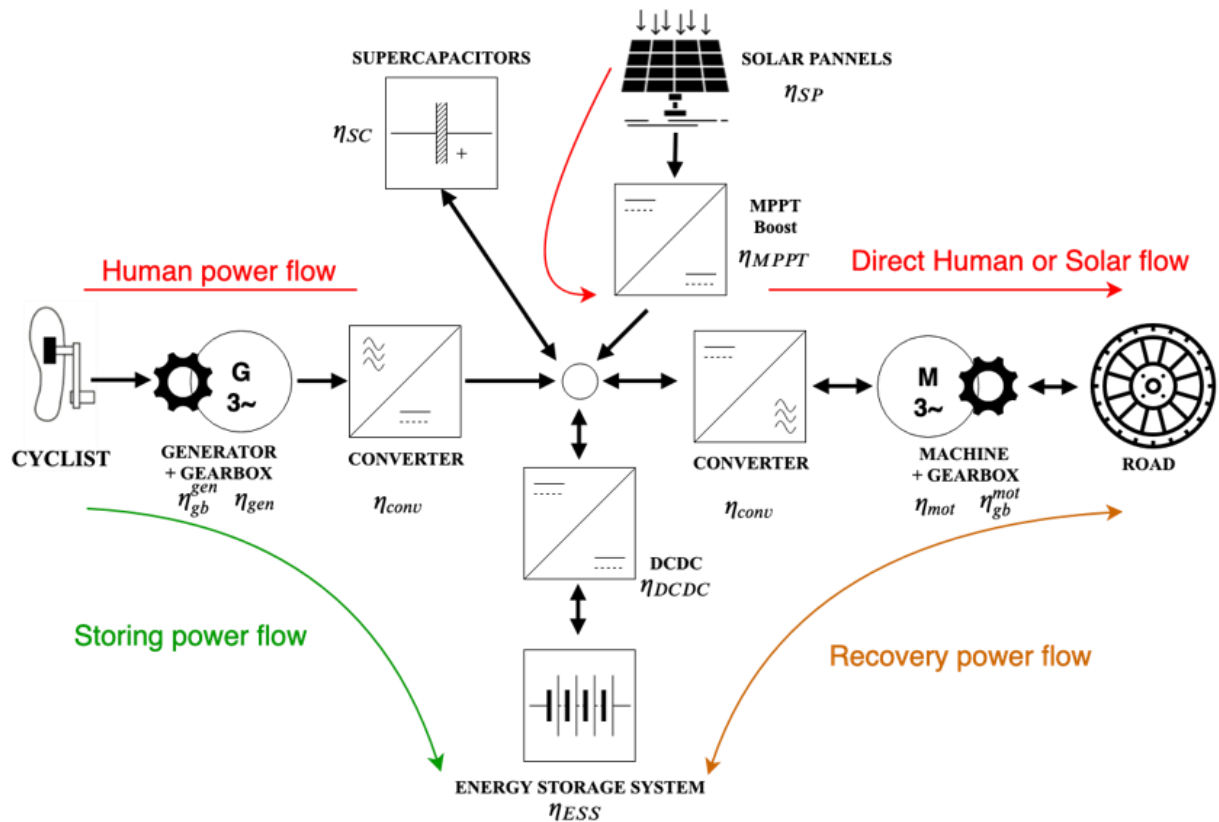 SUPERCAPACITORS
η_SC
+
SOLAR PANNELS
η_SP
MPPT
Boost
η_MPPT
Human power flow
Direct Human or Solar flow
CYCLIST
G
3~
GENERATOR
+ GEARBOX
η_gb^gen η_gen
CONVERTER
η_conv
CONVERTER
η_conv
M
3~
MACHINE
+ GEARBOX
η_mot η_gb^mot
ROAD
DCDC
η_DCDC
Storing power flow
Recovery power flow
ENERGY STORAGE SYSTEM
η_ESS